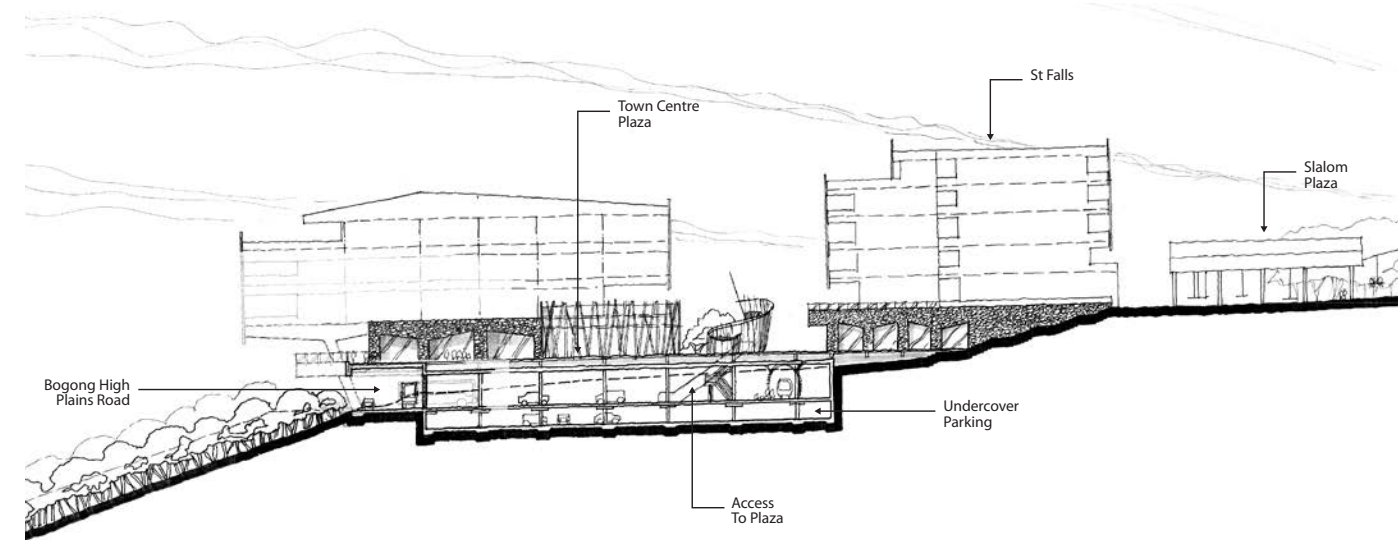 St Falls
Town Centre
Plaza
Slalom
Plaza
Bogong High
Plains Road
Undercover
Parking
Access
To Plaza